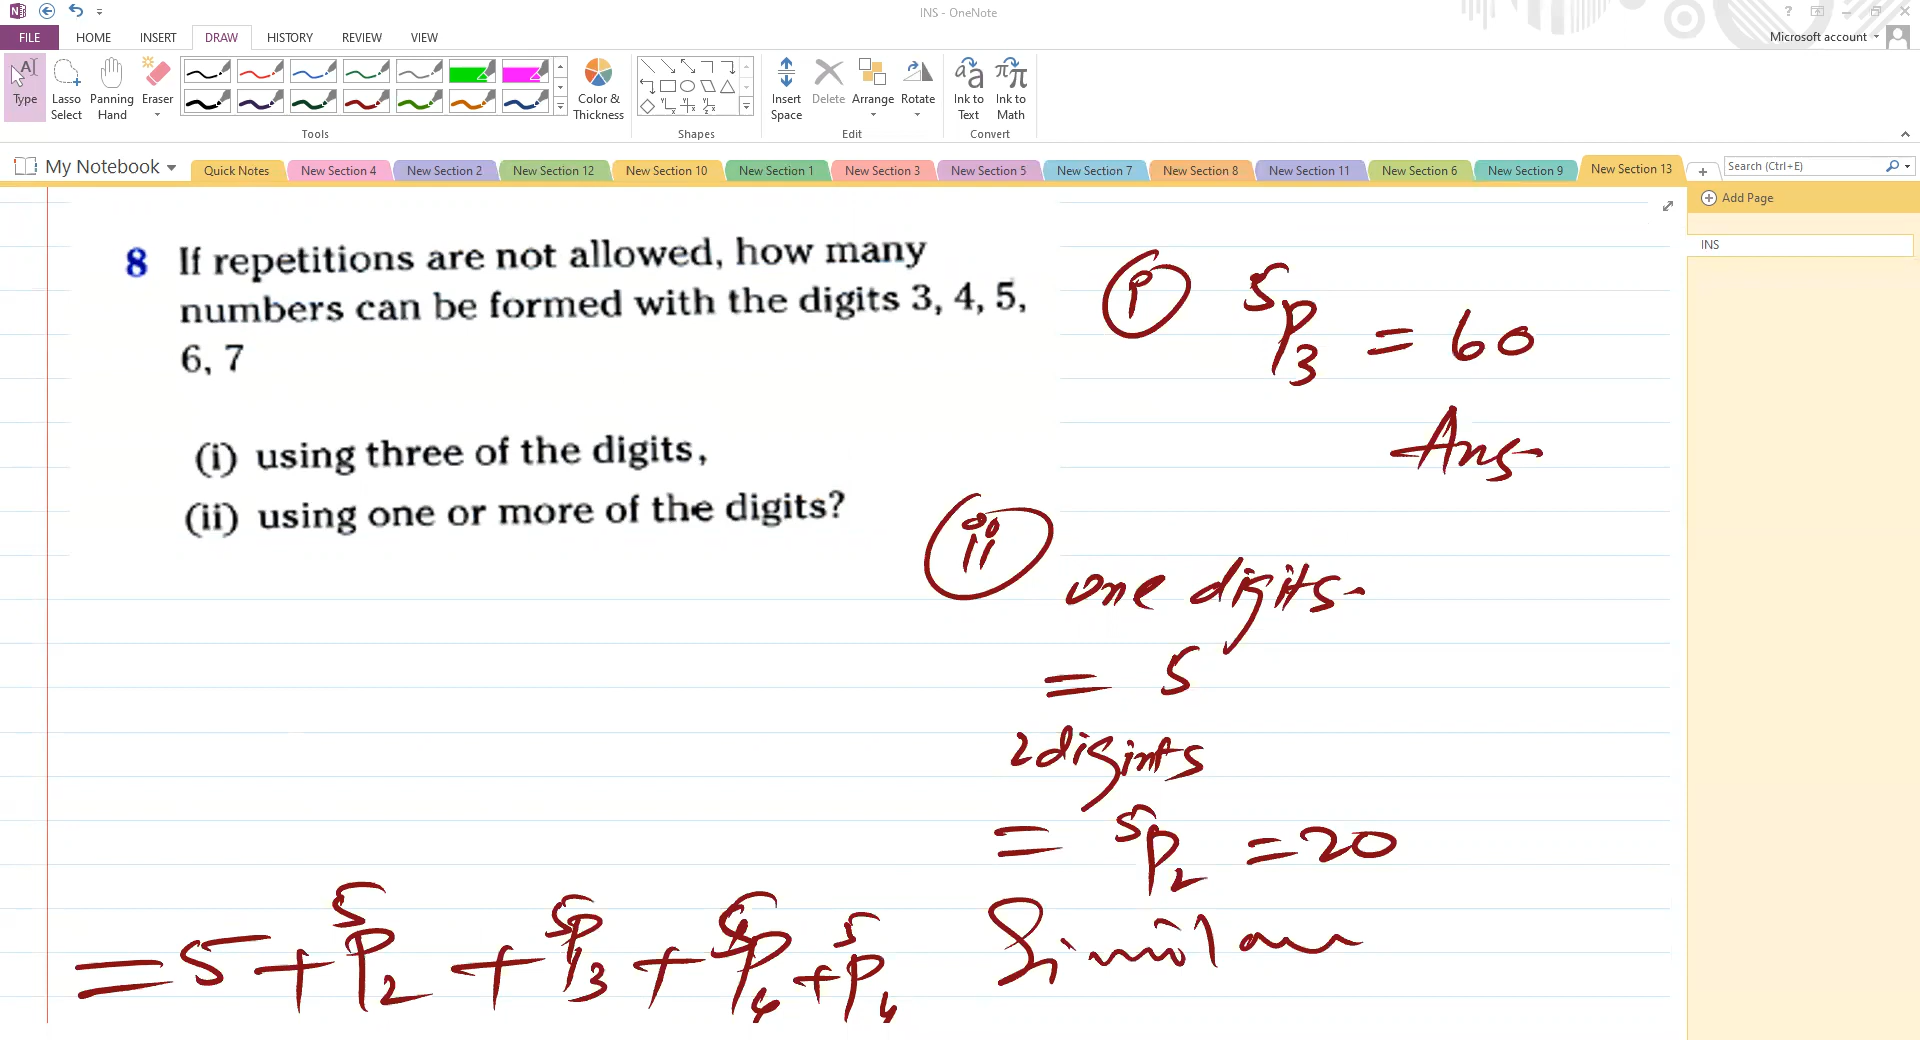 INS - OneNote
FILE HOME INSERT DRAW HISTORY REVIEW VIEW
Microsoft account
Type
Lasso Select
Panning Hand
Eraser
Color & Thickness
Insert Space
Delete
Arrange
Rotate
Ink to Text
Ink to Math
Tools
Shapes
Edit
Convert
My Notebook
Quick Notes New Section 4 New Section 2 New Section 12 New Section 10 New Section 1 New Section 3 New Section 5 New Section 7 New Section 8 New Section 11 New Section 6 New Section 9 New Section 13
Search (Ctrl+E)
Add Page
INS
8 If repetitions are not allowed, how many
numbers can be formed with the digits 3, 4, 5,
6, 7
(i) using three of the digits,
(ii) using one or more of the digits?
(i) 5P3 = 60
Ans-
(ii)
one digits-
= 5
2digints
= 5P2 = 20
= 5 + 5P2 + 5P3 + 5P4 + 5P4